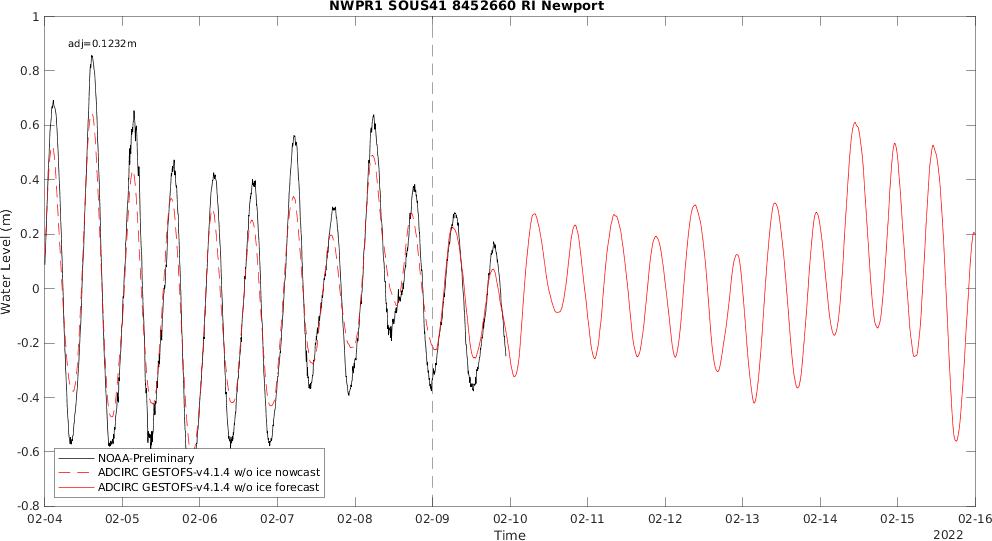 NWPR1 SOUS41 8452660 RI Newport
adj=0.1232m
1
0.8
0.6
0.4
0.2
0
-0.2
-0.4
-0.6
-0.8
Water Level (m)
NOAA-Preliminary
ADCIRC GESTOFS-v4.1.4 w/o ice nowcast
ADCIRC GESTOFS-v4.1.4 w/o ice forecast
02-04 02-05 02-06 02-07 02-08 02-09 02-10 02-11 02-12 02-13 02-14 02-15 02-16
Time
2022